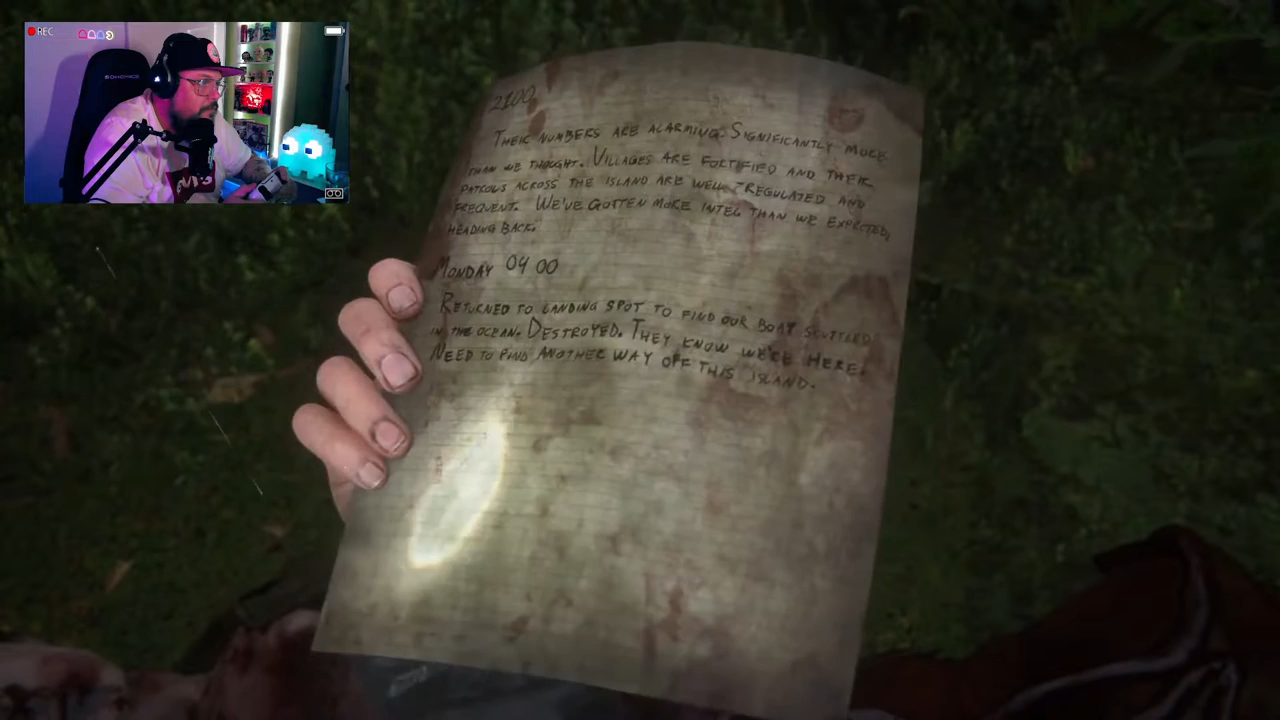 REC
2100
THEIR NUMBERS ARE ALARMING. SIGNIFICANTLY MORE
THAN WE THOUGHT. VILLAGES ARE FORTIFIED AND THEIR
PATROLS ACROSS THE ISLAND ARE WELL REGULATED AND
FREQUENT. WE'VE GOTTEN MORE INTEL THAN WE EXPECTED,
HEADING BACK.
MONDAY 04 00
RETURNED TO LANDING SPOT TO FIND OUR BOAT SCUTTLED
IN THE OCEAN. DESTROYED. THEY KNOW WE'RE HERE.
NEED TO FIND ANOTHER WAY OFF THIS ISLAND.